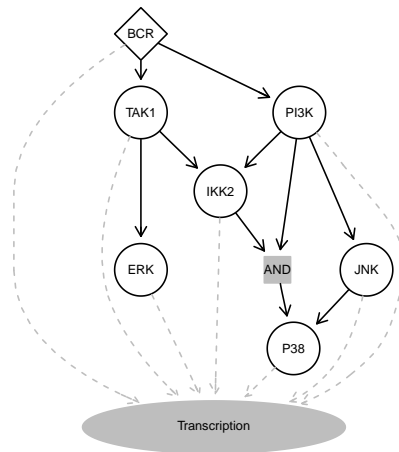 BCR
TAK1
PI3K
IKK2
ERK
AND
JNK
P38
Transcription